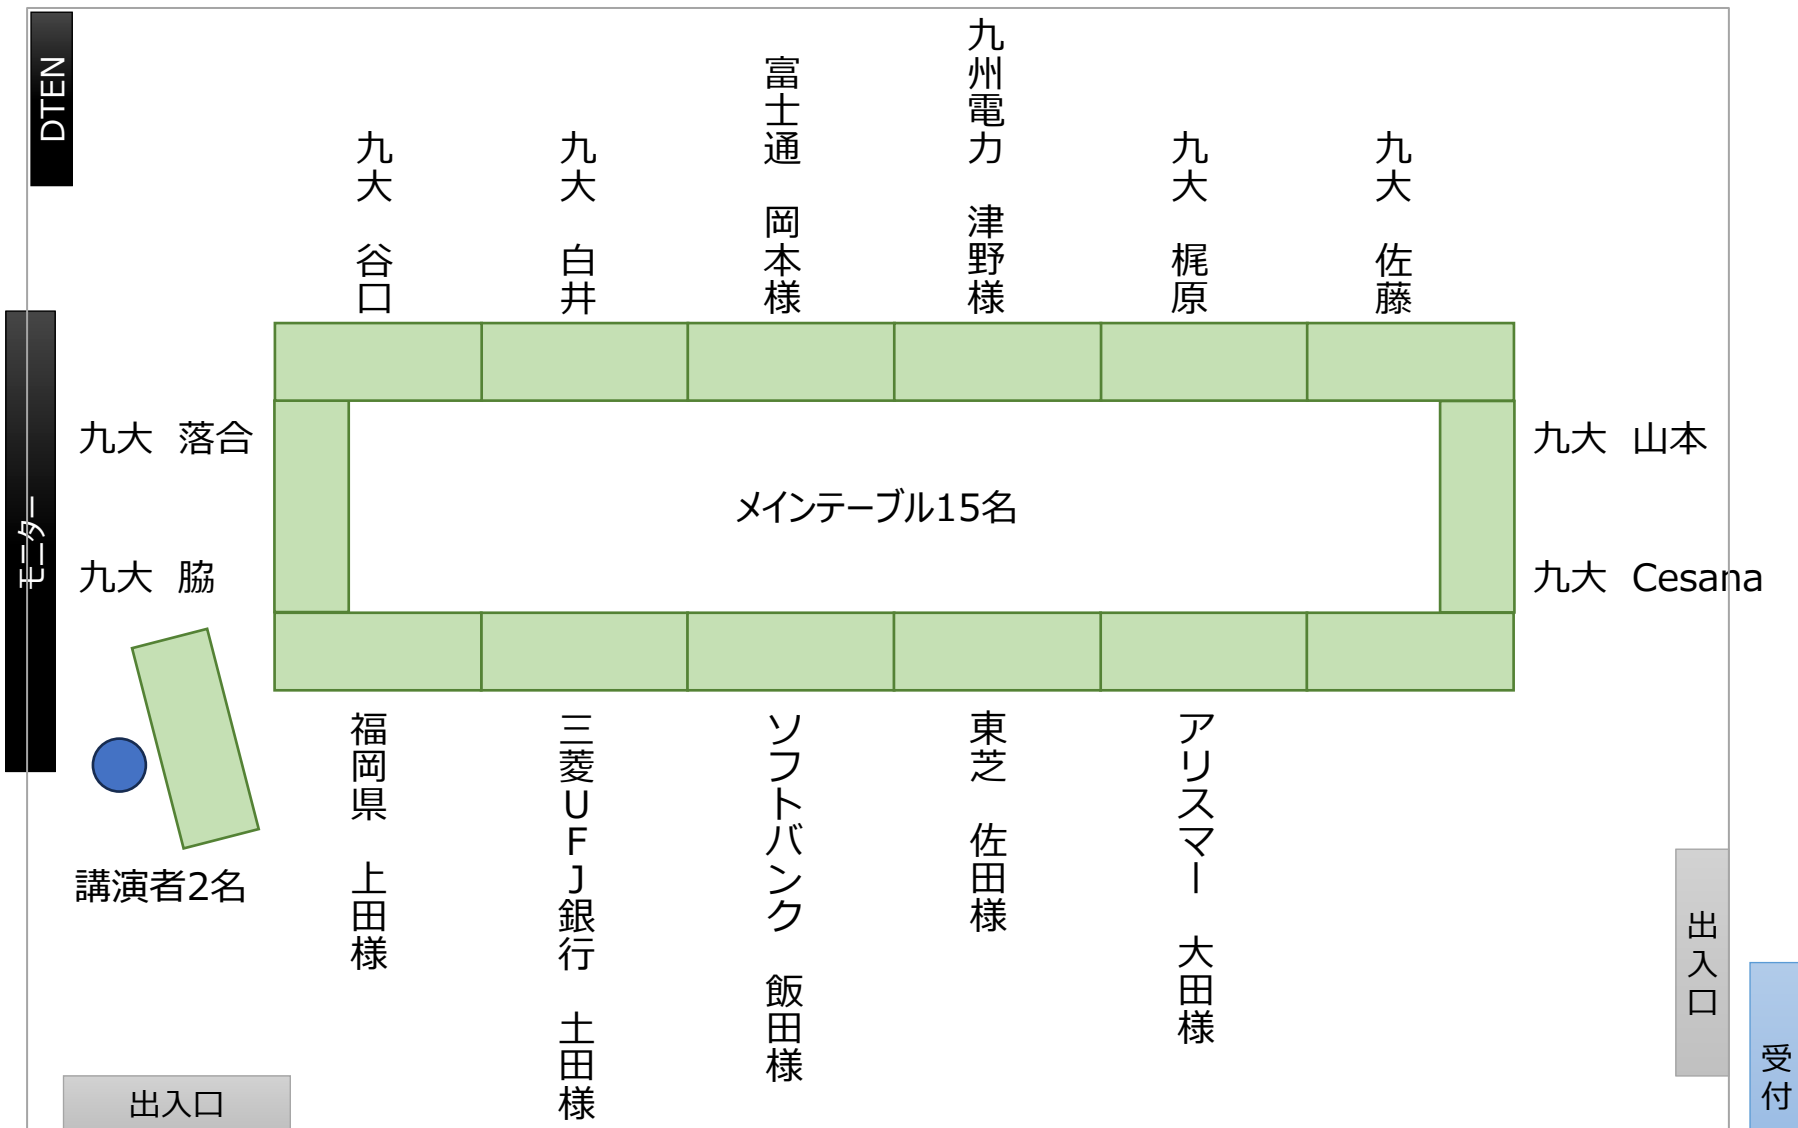 DTEN
九大　谷口
九大　白井
富士通　岡本様
九州電力　津野様
九大　梶原
九大　佐藤
モニター
九大　落合
九大　脇
メインテーブル15名
九大　山本
九大　Cesana
講演者2名
福岡県　上田様
三菱UFJ銀行　土田様
ソフトバンク　飯田様
東芝　佐田様
アリスマー　大田様
出入口
出入口
受付